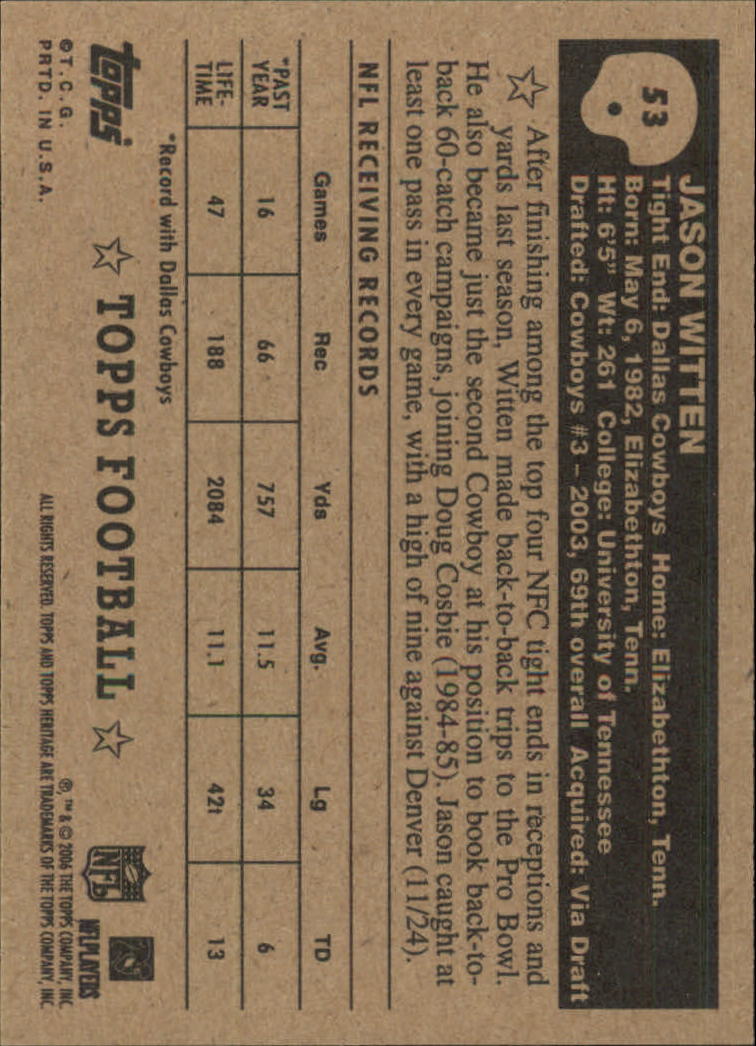 53
JASON WITTEN
Tight End: Dallas Cowboys Home: Elizabethton, Tenn.
Born: May 6, 1982, Elizabethton, Tenn.
Ht: 6'5" Wt: 261 College: University of Tennessee
Drafted: Cowboys #3 – 2003, 69th overall Acquired: Via Draft
After finishing among the top four NFC tight ends in receptions and
yards last season, Witten made back-to-back trips to the Pro Bowl.
He also became just the second Cowboy at his position to book back-to-
back 60-catch campaigns, joining Doug Cosbie (1984-85). Jason caught at
least one pass in every game, with a high of nine against Denver (11/24).
NFL RECEIVING RECORDS
Games Rec Yds Avg. Lg TD
*PAST
YEAR 16 66 757 11.5 34 6
LIFE-
TIME 47 188 2084 11.1 42t 13
*Record with Dallas Cowboys
topps
☆ TOPPS FOOTBALL ☆
NFL
NFLPLAYERS
©T.C.G.
PRTD. IN U.S.A.
®, ™ & © 2006 THE TOPPS COMPANY, INC
ALL RIGHTS RESERVED. TOPPS AND TOPPS HERITAGE ARE TRADEMARKS OF THE TOPPS COMPANY, INC